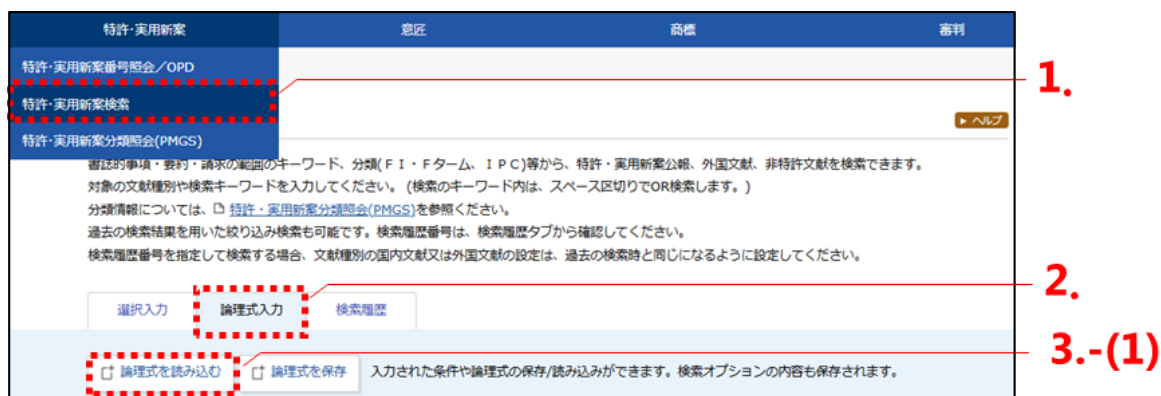 特許・実用新案 意匠 商標 審判
特許・実用新案番号照会／OPD
特許・実用新案検索
1.
特許・実用新案分類照会(PMGS)
ヘルプ
書誌的事項・要約・請求の範囲のキーワード、分類(ＦＩ・Ｆターム、ＩＰＣ)等から、特許・実用新案公報、外国文献、非特許文献を検索できます。
対象の文献種別や検索キーワードを入力してください。(検索のキーワード内は、スペース区切りでOR検索します。)
分類情報については、 特許・実用新案分類照会(PMGS)を参照ください。
過去の検索結果を用いた絞り込み検索も可能です。検索履歴番号は、検索履歴タブから確認してください。
検索履歴番号を指定して検索する場合、文献種別の国内文献又は外国文献の設定は、過去の検索時と同じになるように設定してください。
2.
選択入力 論理式入力 検索履歴
3.-(1)
論理式を読み込む 論理式を保存 入力された条件や論理式の保存/読み込みができます。検索オプションの内容も保存されます。